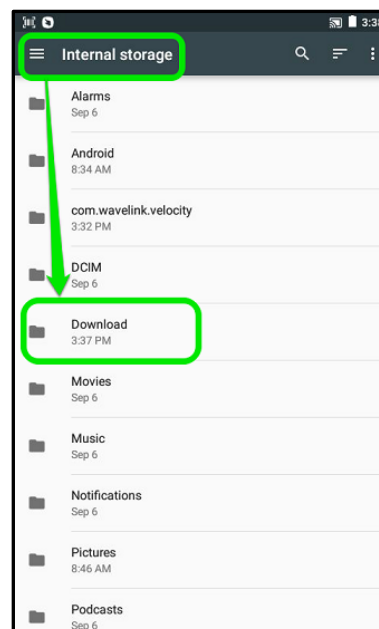 3:38
Internal storage
Alarms
Sep 6
Android
8:34 AM
com.wavelink.velocity
3:32 PM
DCIM
Sep 6
Download
3:37 PM
Movies
Sep 6
Music
Sep 6
Notifications
Sep 6
Pictures
8:46 AM
Podcasts
Sep 6